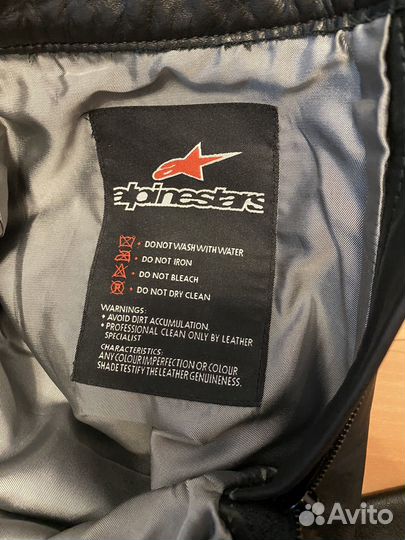 alpinestars
• DO NOT WASH WITH WATER
• DO NOT IRON
• DO NOT BLEACH
• DO NOT DRY CLEAN
WARNINGS:
• AVOID DIRT ACCUMULATION.
• PROFESSIONAL CLEAN ONLY BY LEATHER
SPECIALIST
CHARACTERISTICS:
ANY COLOUR IMPERFECTION OR COLOUR
SHADE TESTIFY THE LEATHER GENUINENESS.
Avito